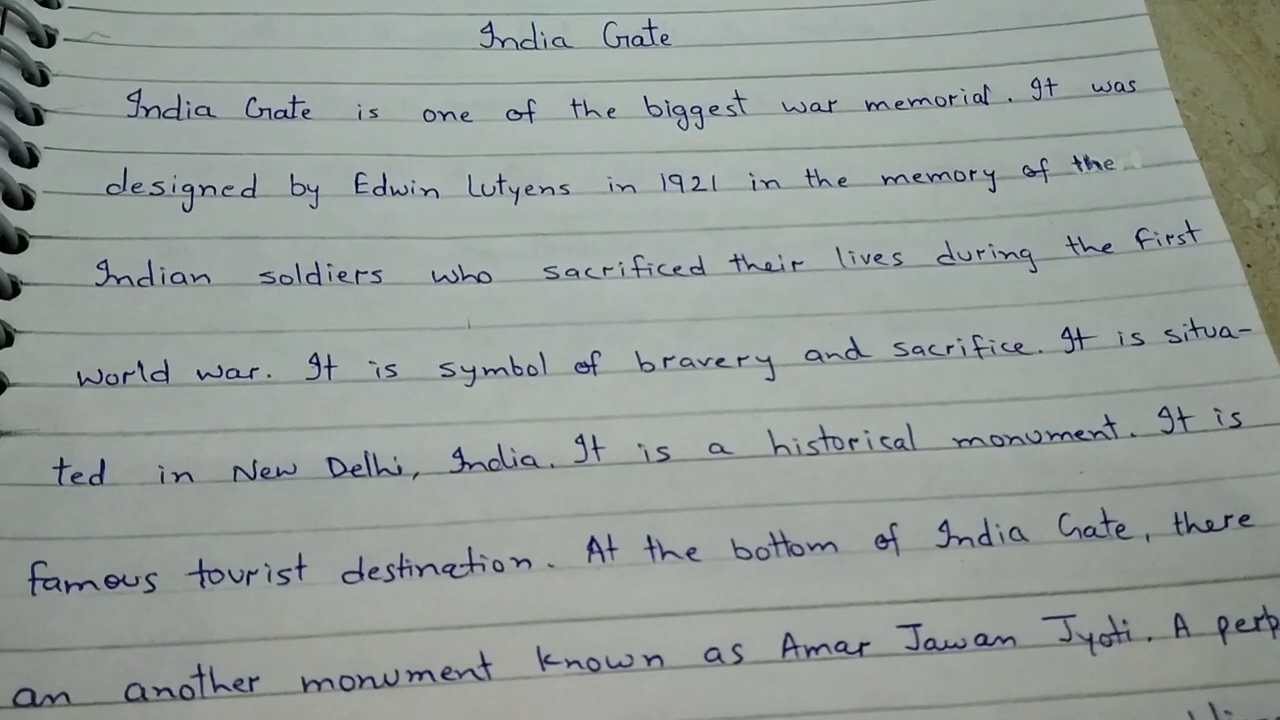 India Gate
India Gate is one of the biggest war memorial. It was
designed by Edwin Lutyens in 1921 in the memory of the
Indian soldiers who sacrificed their lives during the first
world war. It is symbol of bravery and sacrifice. It is situa-
ted in New Delhi, India. It is a historical monument. It is
famous tourist destination. At the bottom of India Gate, there
an another monument known as Amar Jawan Jyoti. A perp